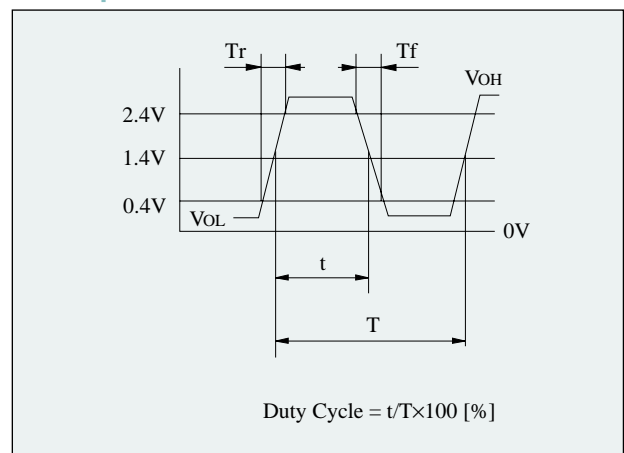 Tr
Tf
VOH
2.4V
1.4V
0.4V
VOL
0V
t
T
Duty Cycle = t/T×100 [%]